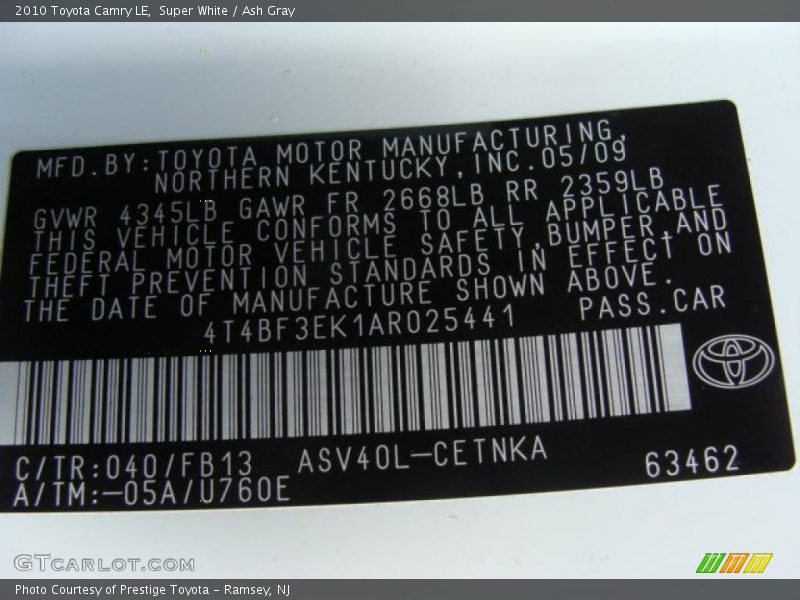 2010 Toyota Camry LE, Super White / Ash Gray
MFD.BY:TOYOTA MOTOR MANUFACTURING,
NORTHERN KENTUCKY,INC.05/09
GVWR 4345LB GAWR FR 2668LB RR 2359LB
THIS VEHICLE CONFORMS TO ALL APPLICABLE
FEDERAL MOTOR VEHICLE SAFETY,BUMPER,AND
THEFT PREVENTION STANDARDS IN EFFECT ON
THE DATE OF MANUFACTURE SHOWN ABOVE.
4T4BF3EK1AR025441 PASS.CAR
C/TR:040/FB13 ASV40L-CETNKA 63462
A/TM:-05A/U760E
GTCARLOT.COM
Photo Courtesy of Prestige Toyota - Ramsey, NJ